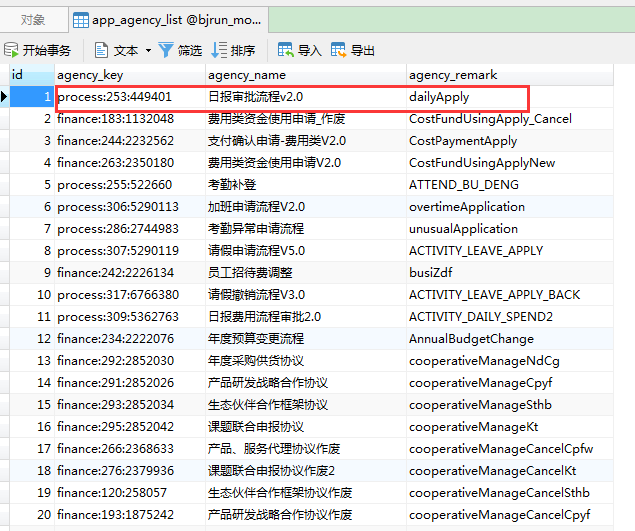 对象 app_agency_list @bjrun_mo...
开始事务 文本 筛选 排序 导入 导出
id agency_key agency_name agency_remark
1 process:253:449401 日报审批流程v2.0 dailyApply
2 finance:183:1132048 费用类资金使用申请_作废 CostFundUsingApply_Cancel
3 finance:244:2232562 支付确认申请-费用类V2.0 CostPaymentApply
4 finance:263:2350180 费用类资金使用申请V2.0 CostFundUsingApplyNew
5 process:255:522660 考勤补登 ATTEND_BU_DENG
6 process:306:5290113 加班申请流程V2.0 overtimeApplication
7 process:286:2744983 考勤异常申请流程 unusualApplication
8 process:307:5290119 请假申请流程V5.0 ACTIVITY_LEAVE_APPLY
9 finance:242:2226134 员工招待费调整 busiZdf
10 process:317:6766380 请假撤销流程V3.0 ACTIVITY_LEAVE_APPLY_BACK
11 process:309:5362763 日报费用流程审批2.0 ACTIVITY_DAILY_SPEND2
12 finance:234:2222076 年度预算变更流程 AnnualBudgetChange
13 finance:292:2852030 年度采购供货协议 cooperativeManageNdCg
14 finance:291:2852026 产品研发战略合作协议 cooperativeManageCpyf
15 finance:293:2852034 生态伙伴合作框架协议 cooperativeManageSthb
16 finance:295:2852042 课题联合申报协议 cooperativeManageKt
17 finance:266:2368633 产品、服务代理协议作废 cooperativeManageCancelCpfw
18 finance:276:2379936 课题联合申报协议作废2 cooperativeManageCancelKt
19 finance:120:258057 生态伙伴合作框架协议作废 cooperativeManageCancelSthb
20 finance:193:1875242 产品研发战略合作协议作废 cooperativeManageCancelCpyf